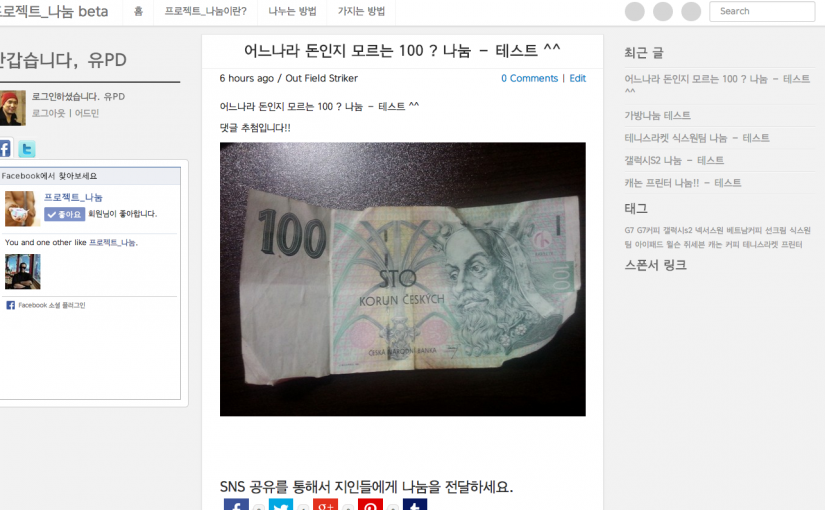 프로젝트_나눔 beta
홈
프로젝트_나눔이란?
나누는 방법
가지는 방법
Search
반갑습니다, 유PD
로그인하셨습니다. 유PD
로그아웃 | 어드민
Facebook에서 찾아보세요
프로젝트_나눔
좋아요 회원님이 좋아합니다.
You and one other like 프로젝트_나눔.
Facebook 소셜 플러그인
어느나라 돈인지 모르는 100 ? 나눔 – 테스트 ^^
6 hours ago / Out Field Striker
0 Comments | Edit
어느나라 돈인지 모르는 100 ? 나눔 – 테스트 ^^
댓글 추첨입니다!!
100
STO
KORUN ČESKÝCH
ČESKÁ NÁRODNÍ BANKA
100
SNS 공유를 통해서 지인들에게 나눔을 전달하세요.
최근 글
어느나라 돈인지 모르는 100 ? 나눔 – 테스트
^^
가방나눔 테스트
테니스라켓 식스원팀 나눔 – 테스트
갤럭시S2 나눔 – 테스트
캐논 프린터 나눔!! – 테스트
태그
G7 G7커피 갤럭시s2 넥서스원 베트남커피 선크림 식스원
팀 아이패드 윌슨 쥐세븐 캐논 커피 테니스라켓 프린터
스폰서 링크